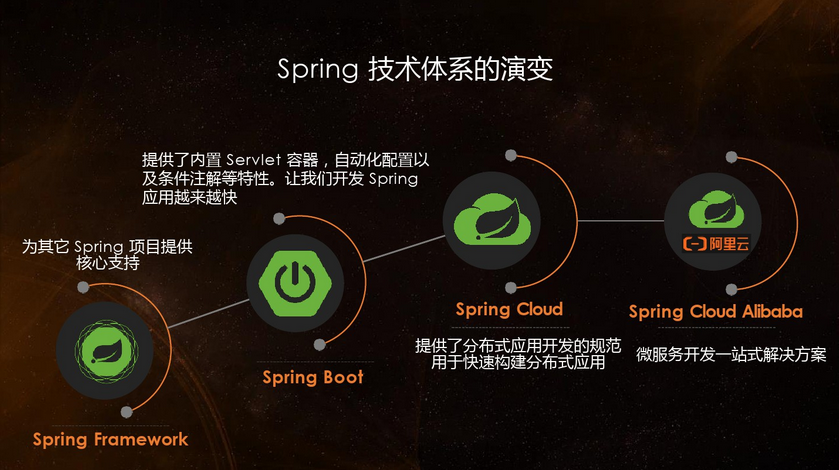 Spring 技术体系的演变
提供了内置 Servlet 容器，自动化配置以
及条件注解等特性。让我们开发 Spring
应用越来越快
为其它 Spring 项目提供
核心支持
Spring Framework
Spring Boot
Spring Cloud
提供了分布式应用开发的规范
用于快速构建分布式应用
阿里云
Spring Cloud Alibaba
微服务开发一站式解决方案